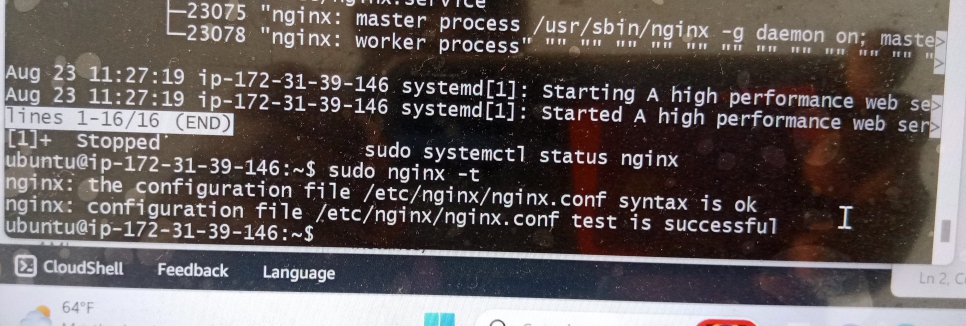 ├─23075 "nginx: master process /usr/sbin/nginx -g daemon on; maste>
└─23078 "nginx: worker process" "" "" "" "" "" "" "" "" "" "" "" >
Aug 23 11:27:19 ip-172-31-39-146 systemd[1]: Starting A high performance web se>
Aug 23 11:27:19 ip-172-31-39-146 systemd[1]: Started A high performance web ser>
lines 1-16/16 (END)
[1]+  Stopped                 sudo systemctl status nginx
ubuntu@ip-172-31-39-146:~$ sudo nginx -t
nginx: the configuration file /etc/nginx/nginx.conf syntax is ok
nginx: configuration file /etc/nginx/nginx.conf test is successful
ubuntu@ip-172-31-39-146:~$
CloudShell Feedback Language
Ln 2,
64°F